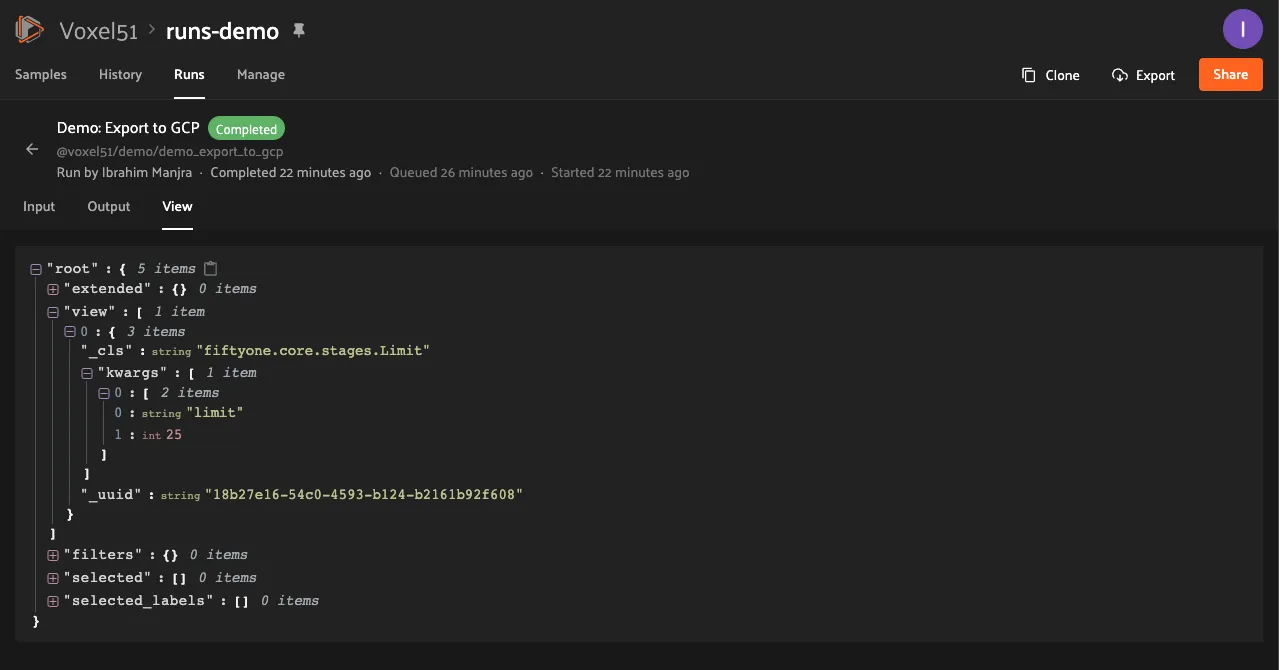 Voxel51 > runs-demo
I
Samples History Runs Manage
Clone Export Share
Demo: Export to GCP Completed
@voxel51/demo/demo_export_to_gcp
Run by Ibrahim Manjra · Completed 22 minutes ago · Queued 26 minutes ago · Started 22 minutes ago
Input Output View
"root" : { 5 items
"extended" : {} 0 items
"view" : [ 1 item
0 : { 3 items
"_cls" : string "fiftyone.core.stages.Limit"
"kwargs" : [ 1 item
0 : [ 2 items
0 : string "limit"
1 : int 25
]
]
"_uuid" : string "18b27e16-54c0-4593-b124-b2161b92f608"
}
]
"filters" : {} 0 items
"selected" : [] 0 items
"selected_labels" : [] 0 items
}